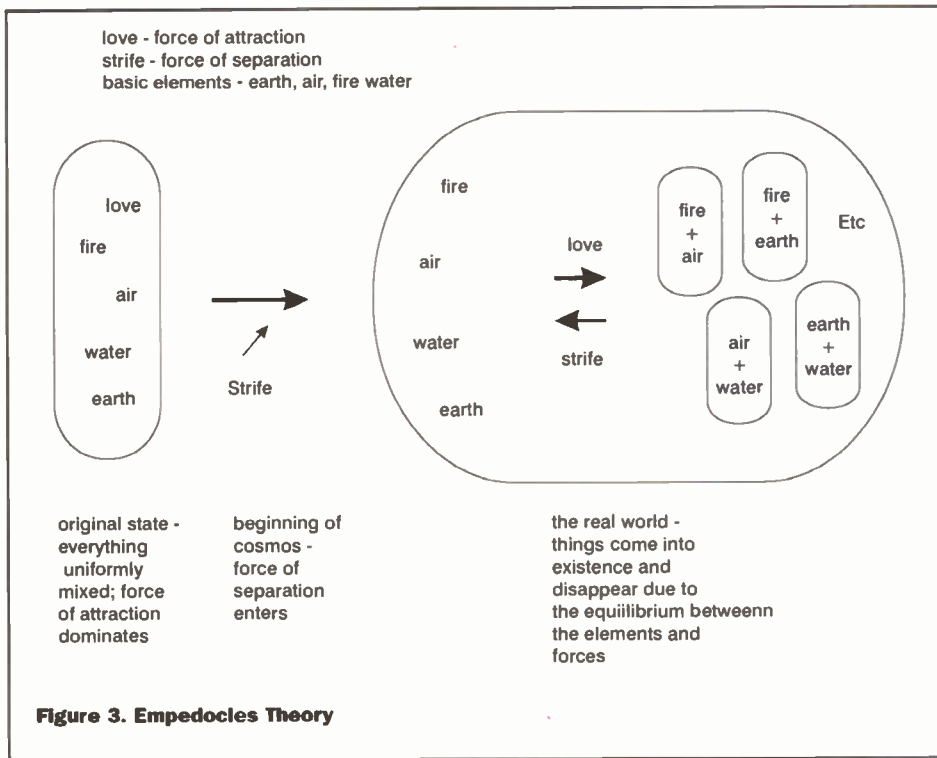 love - force of attraction
strife - force of separation
basic elements - earth, air, fire water
love
fire
air
water
earth
Strife
fire
air
water
earth
love
strife
fire
+
air
fire
+
earth
Etc
air
+
water
earth
+
water
original state -
everything
uniformly
mixed; force
of attraction
dominates
beginning of
cosmos -
force of
separation
enters
the real world -
things come into
existence and
disappear due to
the equiilibrium betweenn
the elements and
forces
Figure 3. Empedocles Theory